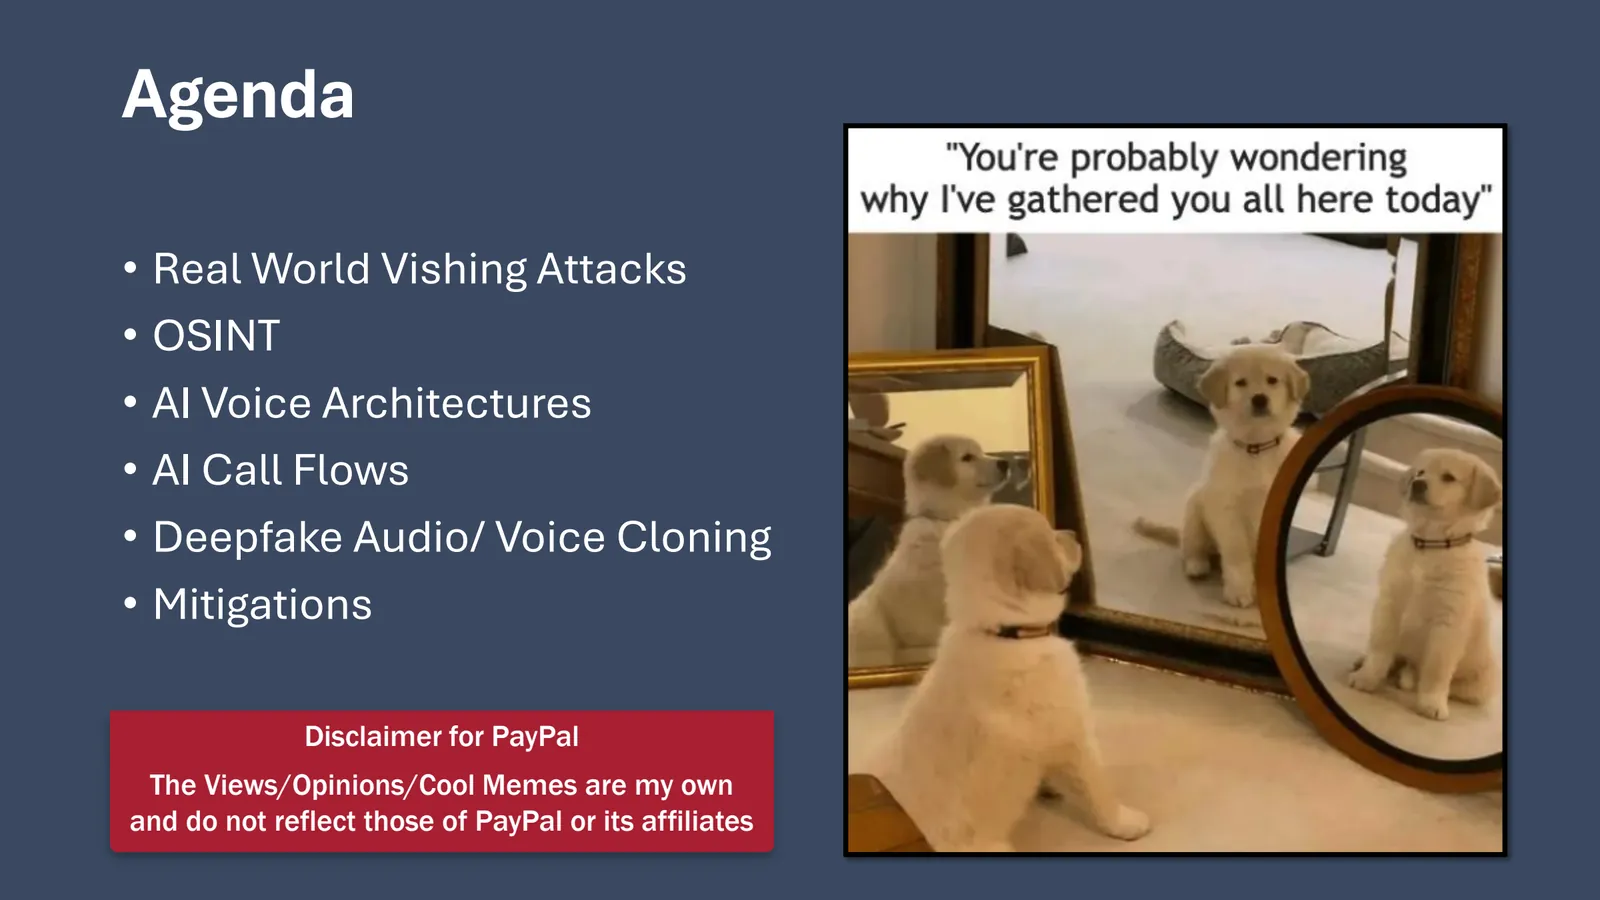 Agenda
• Real World Vishing Attacks
• OSINT
• AI Voice Architectures
• AI Call Flows
• Deepfake Audio/ Voice Cloning
• Mitigations
Disclaimer for PayPal
The Views/Opinions/Cool Memes are my own
and do not reflect those of PayPal or its affiliates
"You're probably wondering
why I've gathered you all here today"